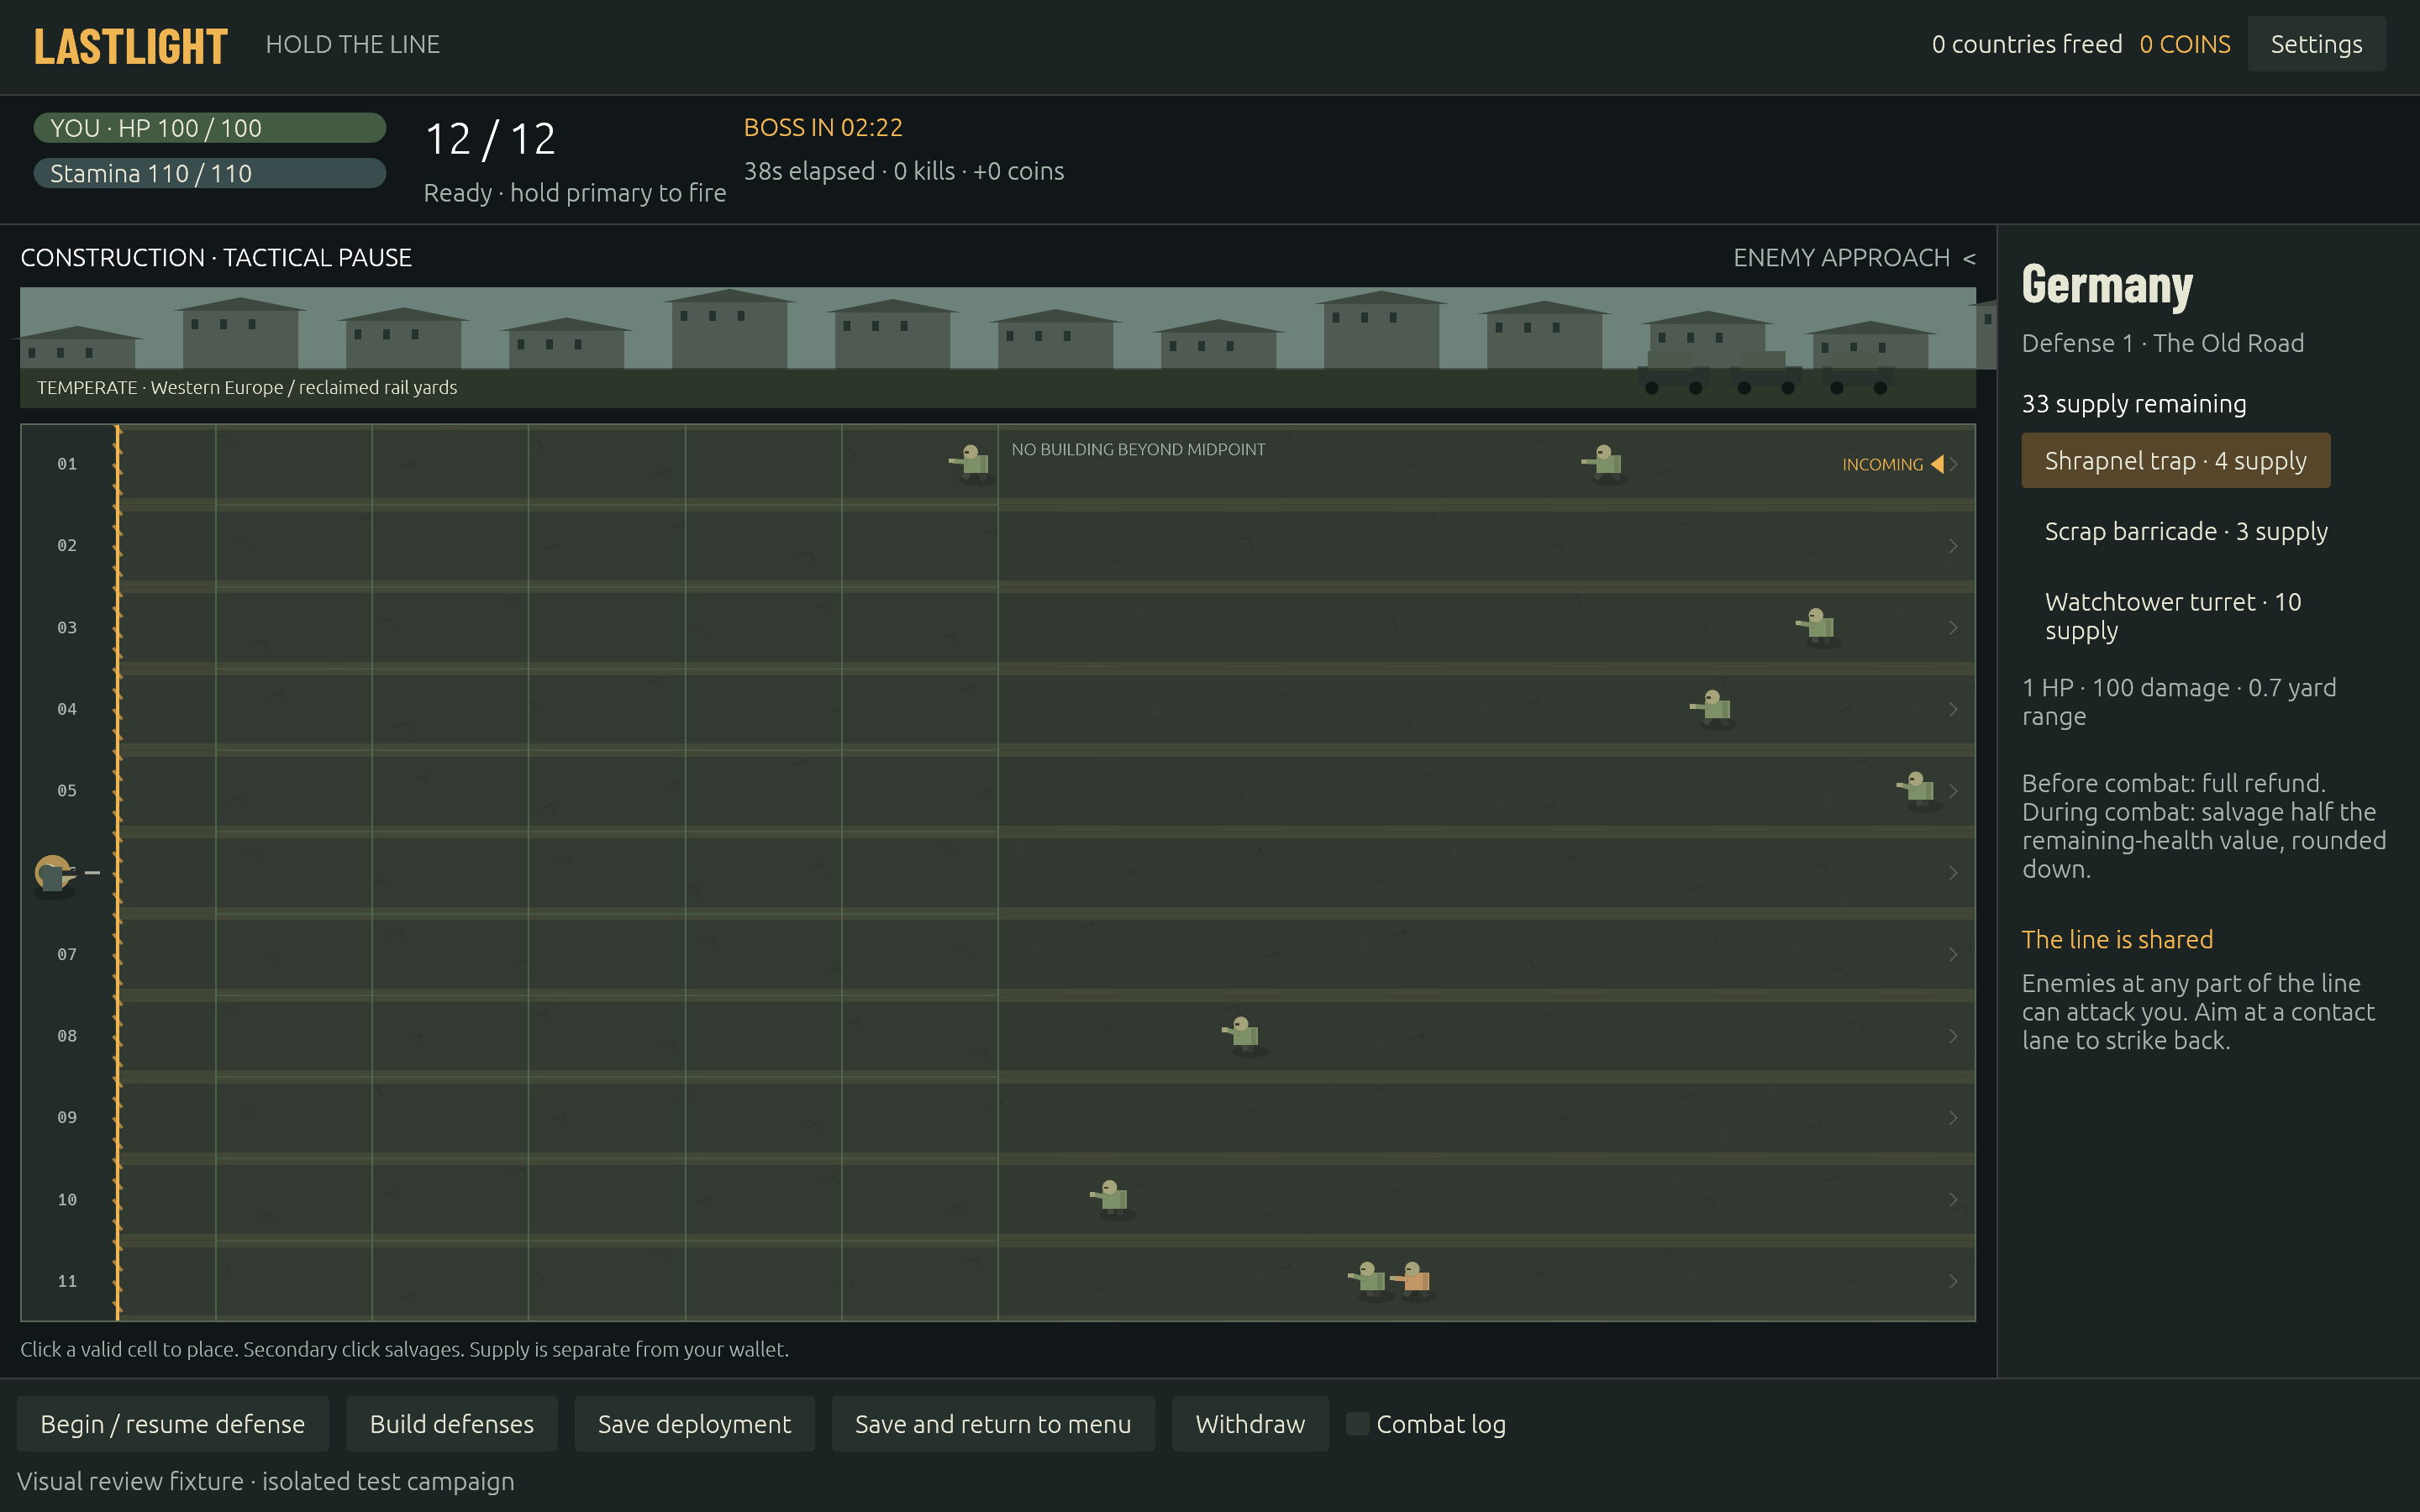 LASTLIGHT
HOLD THE LINE
0 countries freed
0 COINS
Settings
YOU · HP 100 / 100
Stamina 110 / 110
12 / 12
Ready · hold primary to fire
BOSS IN 02:22
38s elapsed · 0 kills · +0 coins
CONSTRUCTION · TACTICAL PAUSE
ENEMY APPROACH <
TEMPERATE · Western Europe / reclaimed rail yards
01
NO BUILDING BEYOND MIDPOINT
INCOMING
02
03
04
05
07
08
09
10
11
Click a valid cell to place. Secondary click salvages. Supply is separate from your wallet.
Germany
Defense 1 · The Old Road
33 supply remaining
Shrapnel trap · 4 supply
Scrap barricade · 3 supply
Watchtower turret · 10
supply
1 HP · 100 damage · 0.7 yard
range
Before combat: full refund.
During combat: salvage half the
remaining-health value, rounded
down.
The line is shared
Enemies at any part of the line
can attack you. Aim at a contact
lane to strike back.
Begin / resume defense
Build defenses
Save deployment
Save and return to menu
Withdraw
Combat log
Visual review fixture · isolated test campaign